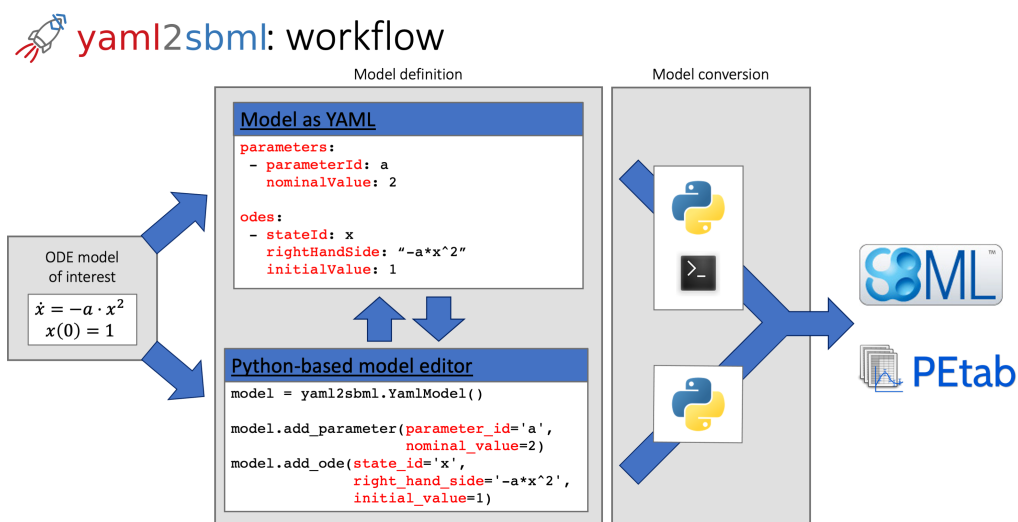 yaml2sbml: workflow
Model definition
Model conversion
Model as YAML
parameters:
- parameterId: a
nominalValue: 2
odes:
- stateId: x
rightHandSide: “-a*x^2”
initialValue: 1
ODE model
of interest
ẋ = −a · x²
x(0) = 1
Python-based model editor
model = yaml2sbml.YamlModel()
model.add_parameter(parameter_id='a',
nominal_value=2)
model.add_ode(state_id='x',
right_hand_side='-a*x^2',
initial_value=1)
>_
SBML™
PEtab